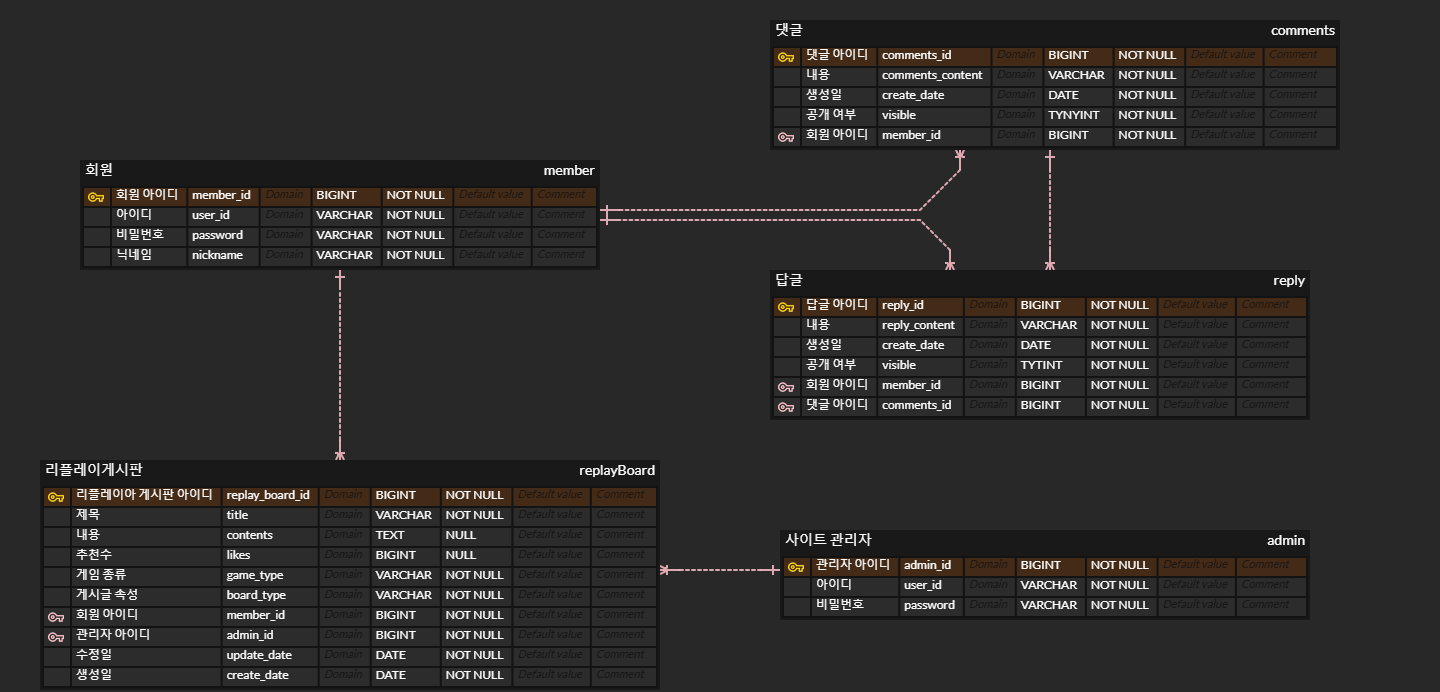 댓글 comments
댓글 아이디 comments_id Domain BIGINT NOT NULL Default value Comment
내용 comments_content Domain VARCHAR NOT NULL Default value Comment
생성일 create_date Domain DATE NOT NULL Default value Comment
공개 여부 visible Domain TYNYINT NOT NULL Default value Comment
회원 아이디 member_id Domain BIGINT NOT NULL Default value Comment
회원 member
회원 아이디 member_id Domain BIGINT NOT NULL Default value Comment
아이디 user_id Domain VARCHAR NOT NULL Default value Comment
비밀번호 password Domain VARCHAR NOT NULL Default value Comment
닉네임 nickname Domain VARCHAR NOT NULL Default value Comment
답글 reply
답글 아이디 reply_id Domain BIGINT NOT NULL Default value Comment
내용 reply_content Domain VARCHAR NOT NULL Default value Comment
생성일 create_date Domain DATE NOT NULL Default value Comment
공개 여부 visible Domain TYTINT NOT NULL Default value Comment
회원 아이디 member_id Domain BIGINT NOT NULL Default value Comment
댓글 아이디 comments_id Domain BIGINT NOT NULL Default value Comment
리플레이게시판 replayBoard
리플레이아 게시판 아이디 replay_board_id Domain BIGINT NOT NULL Default value Comment
제목 title Domain VARCHAR NOT NULL Default value Comment
내용 contents Domain TEXT NULL Default value Comment
추천수 likes Domain BIGINT NULL Default value Comment
게임 종류 game_type Domain VARCHAR NOT NULL Default value Comment
게시글 속성 board_type Domain VARCHAR NOT NULL Default value Comment
회원 아이디 member_id Domain BIGINT NOT NULL Default value Comment
관리자 아이디 admin_id Domain BIGINT NOT NULL Default value Comment
수정일 update_date Domain DATE NOT NULL Default value Comment
생성일 create_date Domain DATE NOT NULL Default value Comment
사이트 관리자 admin
관리자 아이디 admin_id Domain BIGINT NOT NULL Default value Comment
아이디 user_id Domain VARCHAR NOT NULL Default value Comment
비밀번호 password Domain VARCHAR NOT NULL Default value Comment